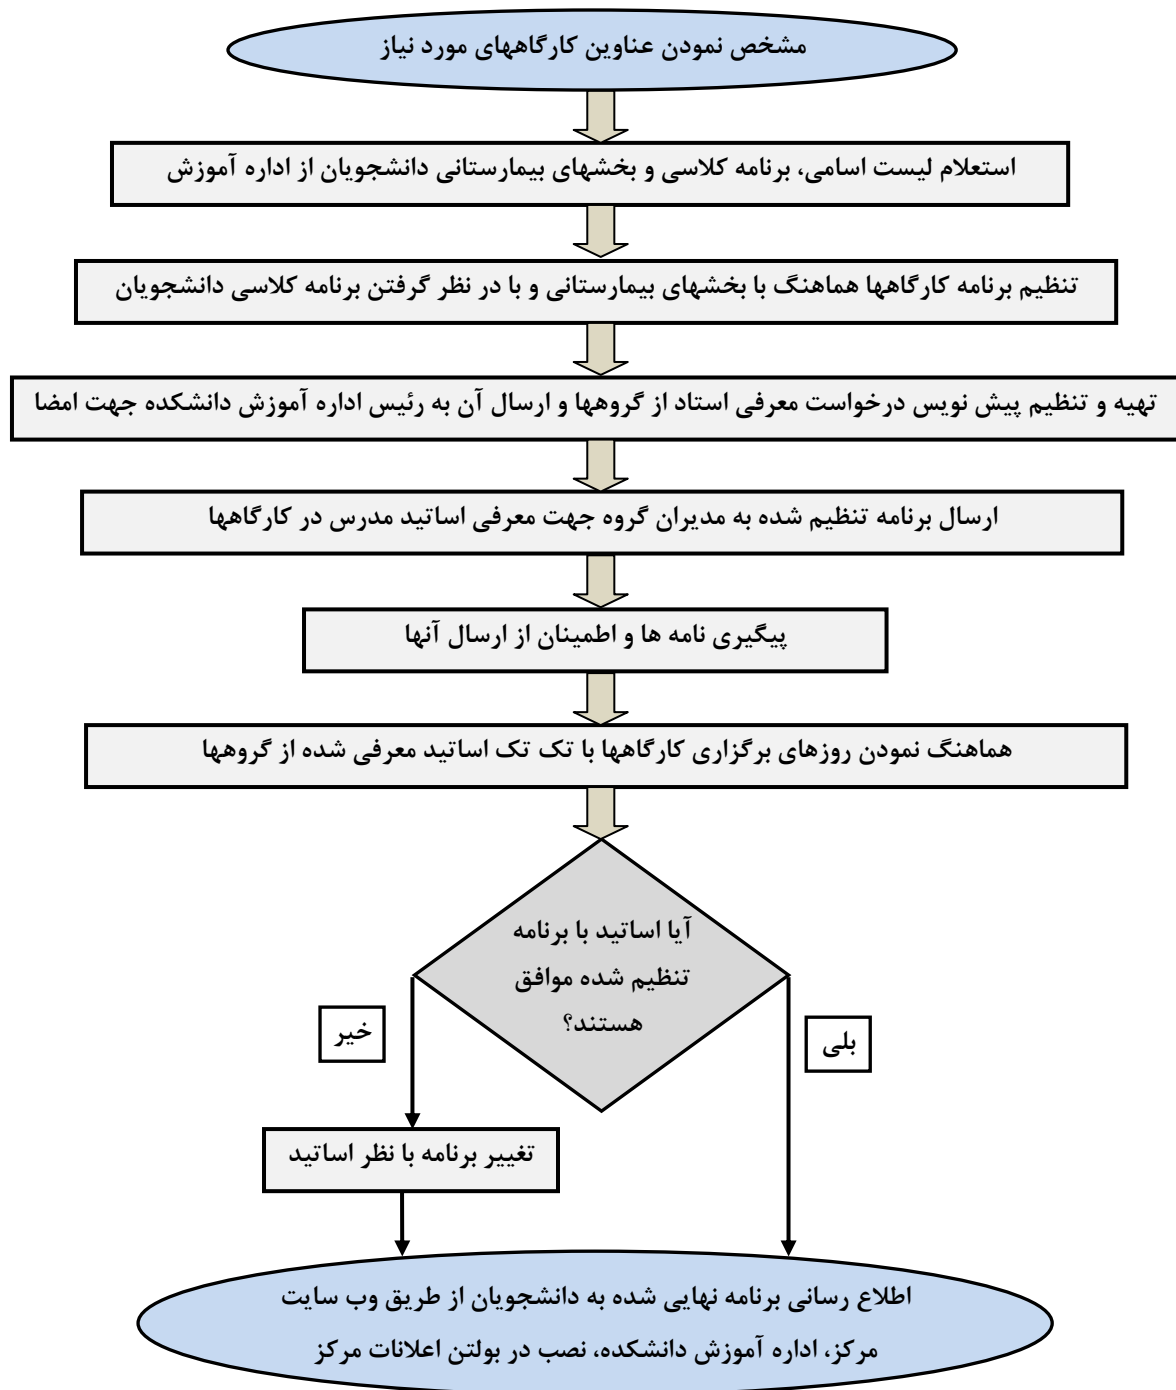 مشخص نمودن عناوین کارگاههای مورد نیاز
استعلام لیست اسامی، برنامه کلاسی و بخشهای بیمارستانی دانشجویان از اداره آموزش
تنظیم برنامه کارگاهها هماهنگ با بخشهای بیمارستانی و با در نظر گرفتن برنامه کلاسی دانشجویان
تهیه و تنظیم پیش نویس درخواست معرفی استاد از گروهها و ارسال آن به رئیس اداره آموزش دانشکده جهت امضا
ارسال برنامه تنظیم شده به مدیران گروه جهت معرفی اساتید مدرس در کارگاهها
پیگیری نامه ها و اطمینان از ارسال آنها
هماهنگ نمودن روزهای برگزاری کارگاهها با تک تک اساتید معرفی شده از گروهها
آیا اساتید با برنامه
تنظیم شده موافق
هستند؟
بلی
خیر
تغییر برنامه با نظر اساتید
اطلاع رسانی برنامه نهایی شده به دانشجویان از طریق وب سایت
مرکز، اداره آموزش دانشکده، نصب در بولتن اعلانات مرکز